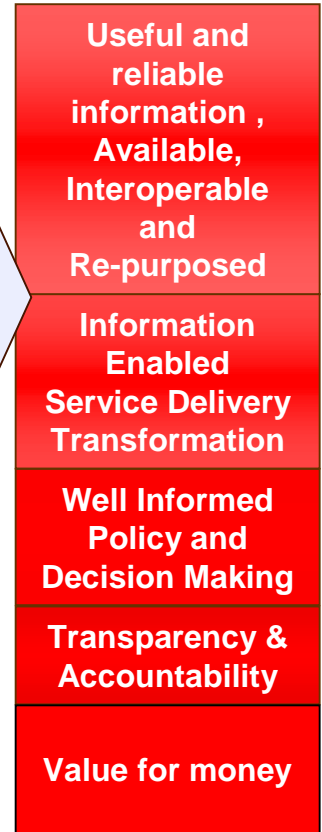 Useful and
reliable
information ,
Available,
Interoperable
and
Re-purposed
Information
Enabled
Service Delivery
Transformation
Well Informed
Policy and
Decision Making
Transparency &
Accountability
Value for money